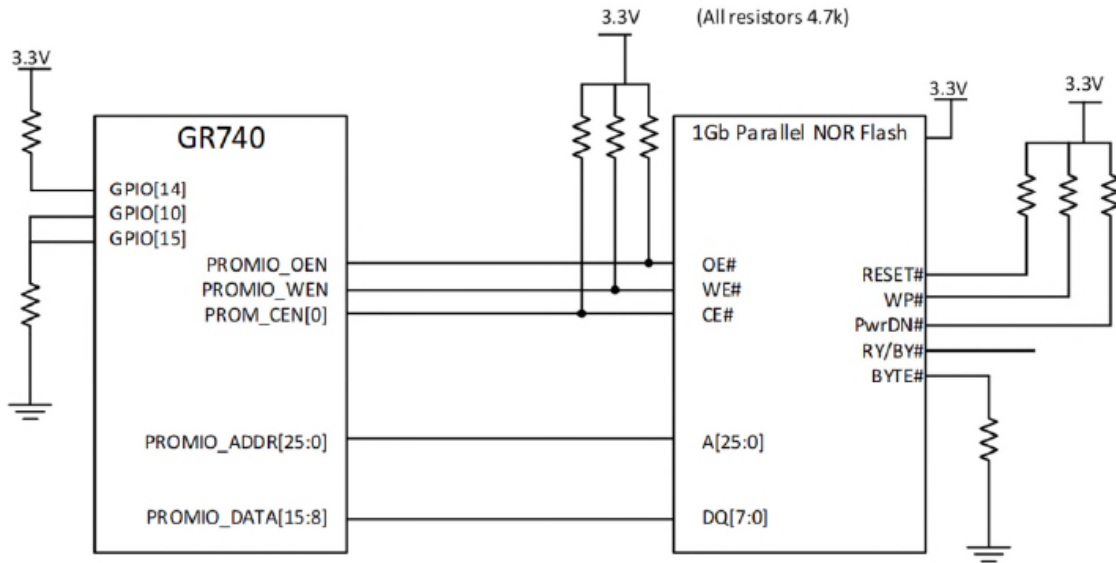 3.3V
(All resistors 4.7k)
3.3V
3.3V
3.3V
GR740
1Gb Parallel NOR Flash
GPIO[14]
GPIO[10]
GPIO[15]
PROMIO_OEN
OE#
RESET#
PROMIO_WEN
WE#
WP#
PROM_CEN[0]
CE#
PwrDN#
RY/BY#
BYTE#
PROMIO_ADDR[25:0]
A[25:0]
PROMIO_DATA[15:8]
DQ[7:0]